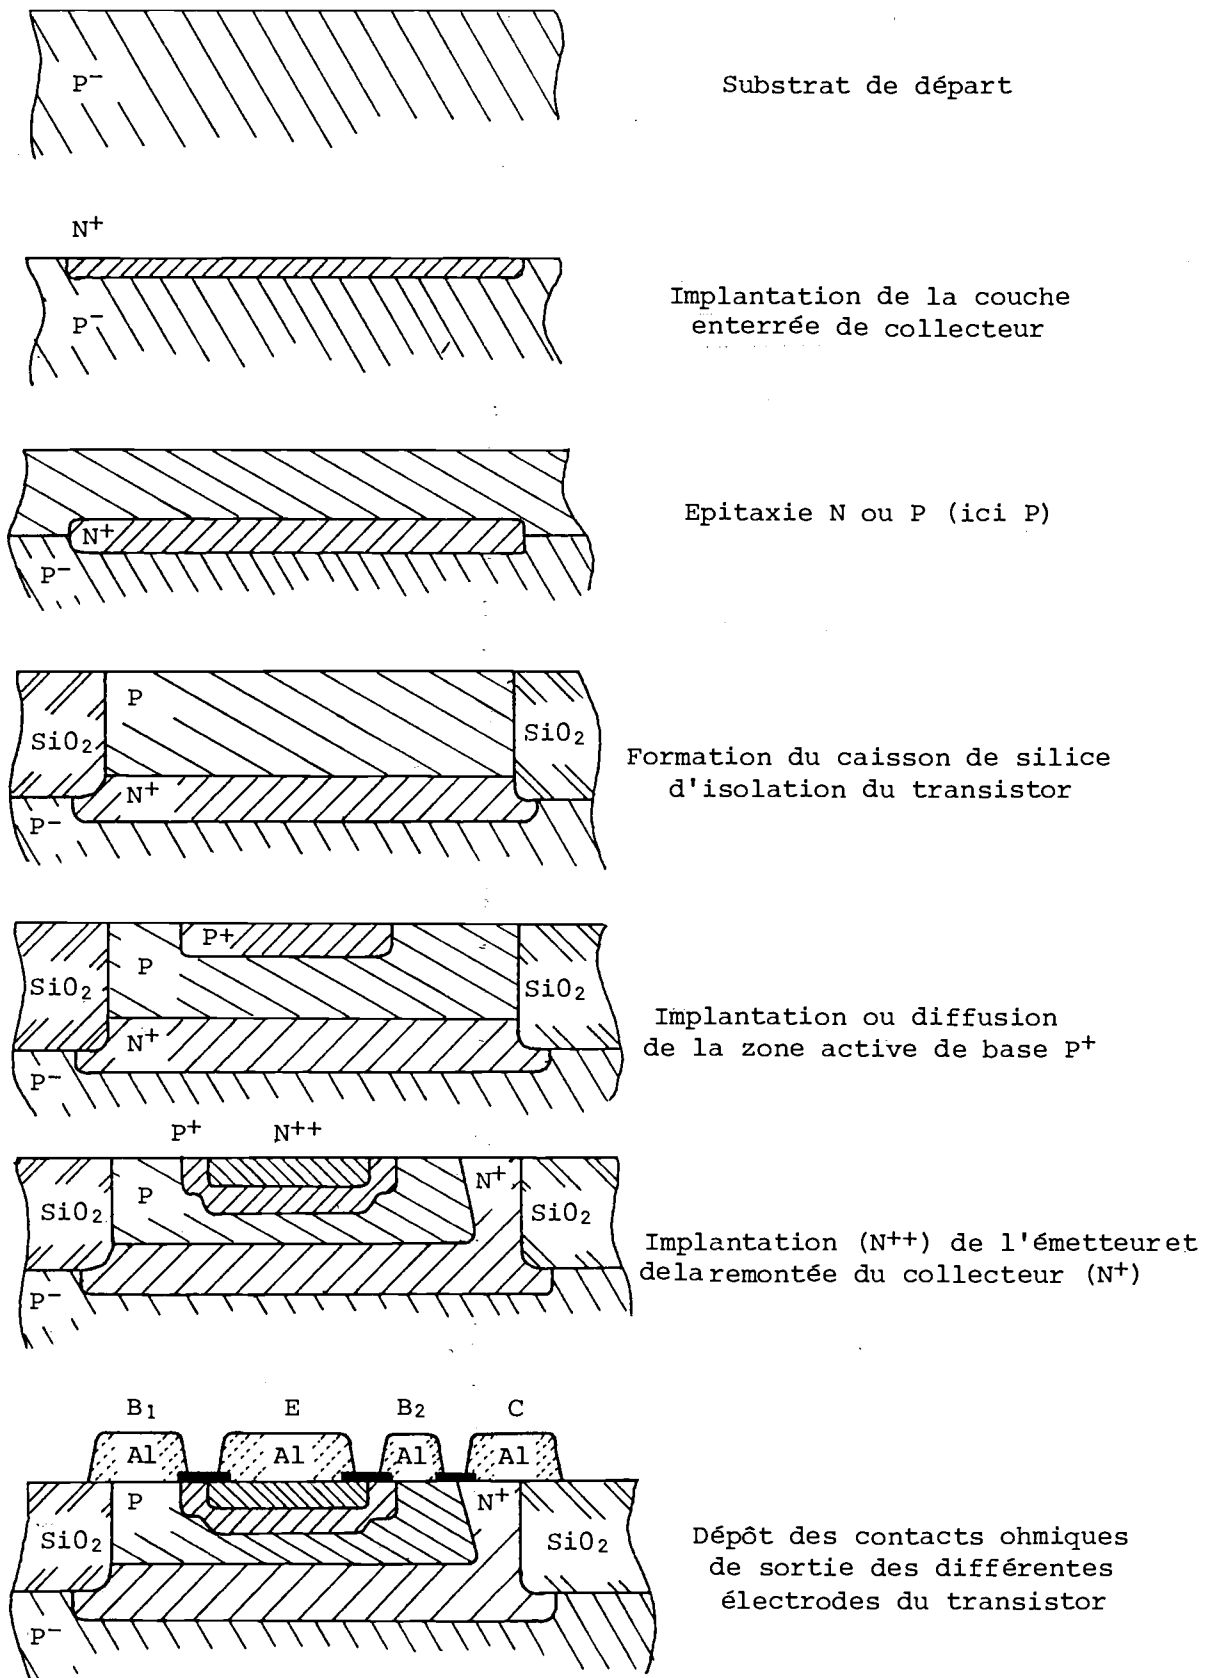 P⁻
Substrat de départ
N⁺
P⁻
Implantation de la couche
enterrée de collecteur
N⁺
P⁻
Epitaxie N ou P (ici P)
P
SiO₂
SiO₂
N⁺
P⁻
Formation du caisson de silice
d'isolation du transistor
P+
P
SiO₂
SiO₂
N⁺
P⁻
Implantation ou diffusion
de la zone active de base P⁺
P⁺ N⁺⁺
P
N⁺
SiO₂
SiO₂
P⁻
Implantation (N⁺⁺) de l'émetteur et
de la remontée du collecteur (N⁺)
B₁ E B₂ C
Al Al Al Al
P
N⁺
SiO₂
SiO₂
P⁻
Dépôt des contacts ohmiques
de sortie des différentes
électrodes du transistor